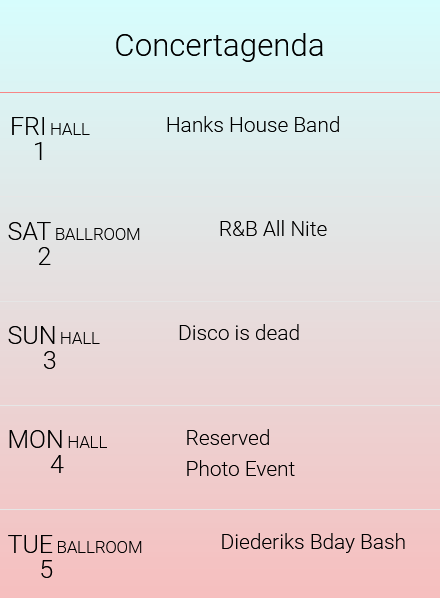 Concertagenda
FRI HALL Hanks House Band
1
SAT BALLROOM R&B All Nite
2
SUN HALL Disco is dead
3
MON HALL Reserved
4 Photo Event
TUE BALLROOM Diederiks Bday Bash
5